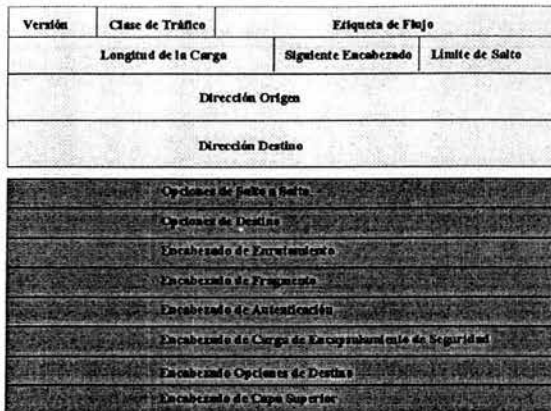 Versión Clase de Tráfico Etiqueta de Flujo
Longitud de la Carga Siguiente Encabezado Límite de Salto
Dirección Origen
Dirección Destino
Opciones de Salto a Salto
Opciones de Destino
Encabezado de Enrutamiento
Encabezado de Fragmento
Encabezado de Autenticación
Encabezado de Carga de Encapsulamiento de Seguridad
Encabezado Opciones de Destino
Encabezado de Capa Superior